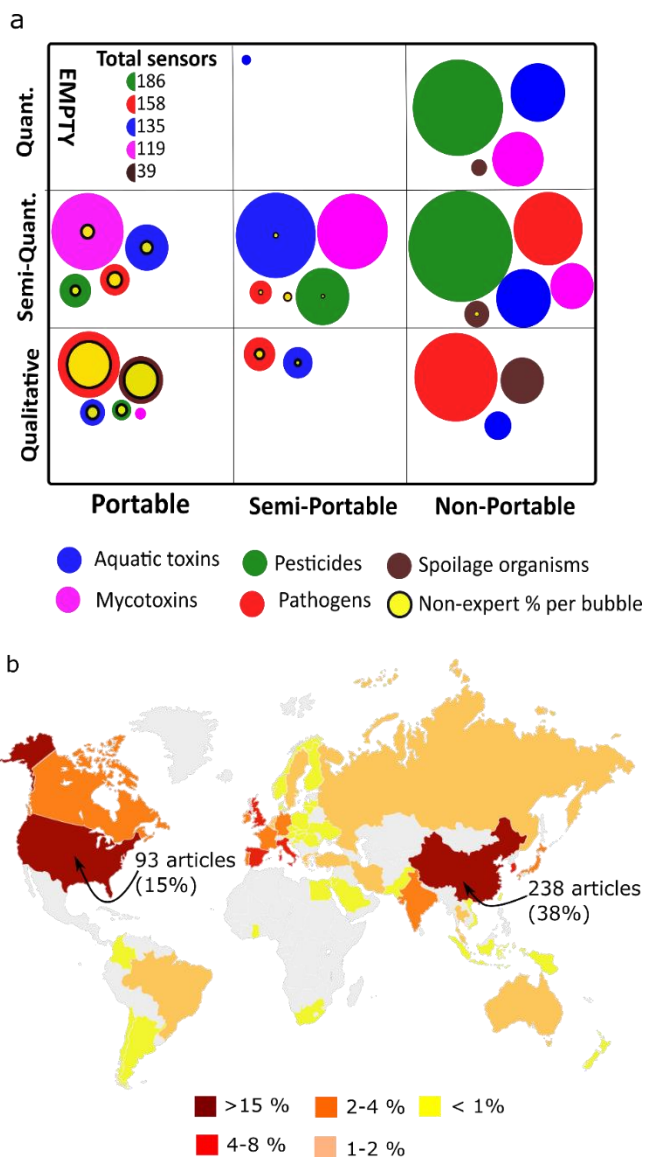 a
Quant.
EMPTY
Total sensors
186
158
135
119
39
Semi-Quant.
Qualitative
Portable
Semi-Portable
Non-Portable
Aquatic toxins
Pesticides
Spoilage organisms
Mycotoxins
Pathogens
Non-expert % per bubble
b
93 articles
(15%)
238 articles
(38%)
>15 %
2-4 %
< 1%
4-8 %
1-2 %